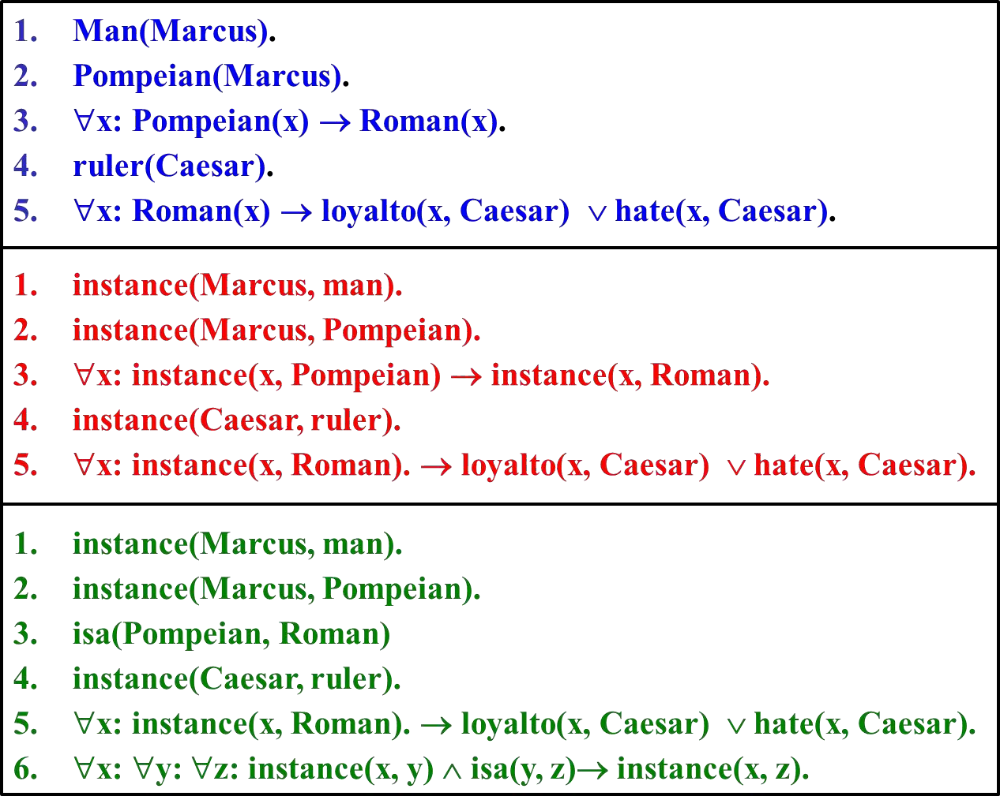 1. Man(Marcus).
2. Pompeian(Marcus).
3. ∀x: Pompeian(x) → Roman(x).
4. ruler(Caesar).
5. ∀x: Roman(x) → loyalto(x, Caesar) ∨ hate(x, Caesar).
1. instance(Marcus, man).
2. instance(Marcus, Pompeian).
3. ∀x: instance(x, Pompeian) → instance(x, Roman).
4. instance(Caesar, ruler).
5. ∀x: instance(x, Roman). → loyalto(x, Caesar) ∨ hate(x, Caesar).
1. instance(Marcus, man).
2. instance(Marcus, Pompeian).
3. isa(Pompeian, Roman)
4. instance(Caesar, ruler).
5. ∀x: instance(x, Roman). → loyalto(x, Caesar) ∨ hate(x, Caesar).
6. ∀x: ∀y: ∀z: instance(x, y) ∧ isa(y, z)→ instance(x, z).